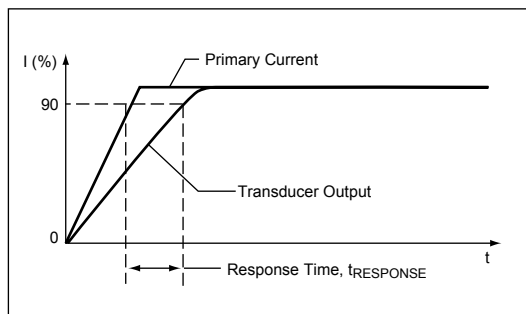 Primary Current
I (%)
90
Transducer Output
0
t
Response Time, tRESPONSE